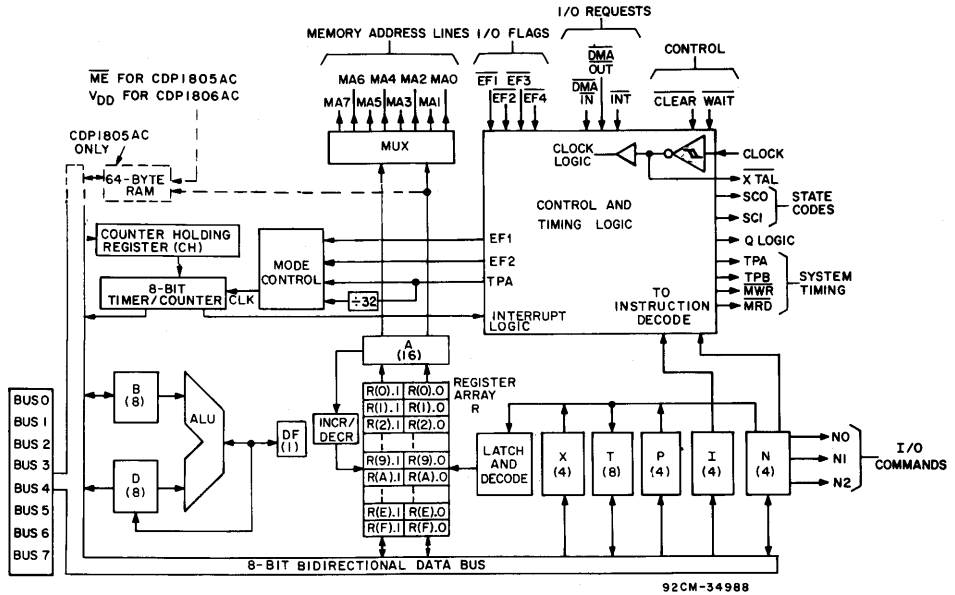 I/O REQUESTS
MEMORY ADDRESS LINES I/O FLAGS
CONTROL
DMA
OUT
ME FOR CDP1805AC
VDD FOR CDP1806AC
MA6 MA4 MA2 MA0
MA7 MA5 MA3 MA1
EF1 EF3
EF2 EF4
DMA
IN
INT
CLEAR WAIT
CDP1805AC
ONLY
64-BYTE
RAM
MUX
CLOCK
LOGIC
CLOCK
XTAL
SC0
SC1
STATE
CODES
CONTROL AND
TIMING LOGIC
Q LOGIC
COUNTER HOLDING
REGISTER (CH)
MODE
CONTROL
EF1
EF2
TPA
TPA
TPB
MWR
MRD
SYSTEM
TIMING
8-BIT
TIMER/COUNTER
CLK
÷32
TO
INSTRUCTION
DECODE
INTERRUPT
LOGIC
A
(16)
REGISTER
ARRAY
R
R(0).1 R(0).0
R(1).1 R(1).0
R(2).1 R(2).0
R(9).1 R(9).0
R(A).1 R(A).0
R(E).1 R(E).0
R(F).1 R(F).0
INCR/
DECR
BUS 0
BUS 1
BUS 2
BUS 3
BUS 4
BUS 5
BUS 6
BUS 7
B
(8)
ALU
D
(8)
DF
(1)
LATCH
AND
DECODE
X
(4)
T
(8)
P
(4)
I
(4)
N
(4)
N0
N1
N2
I/O
COMMANDS
8-BIT BIDIRECTIONAL DATA BUS
92CM-34988